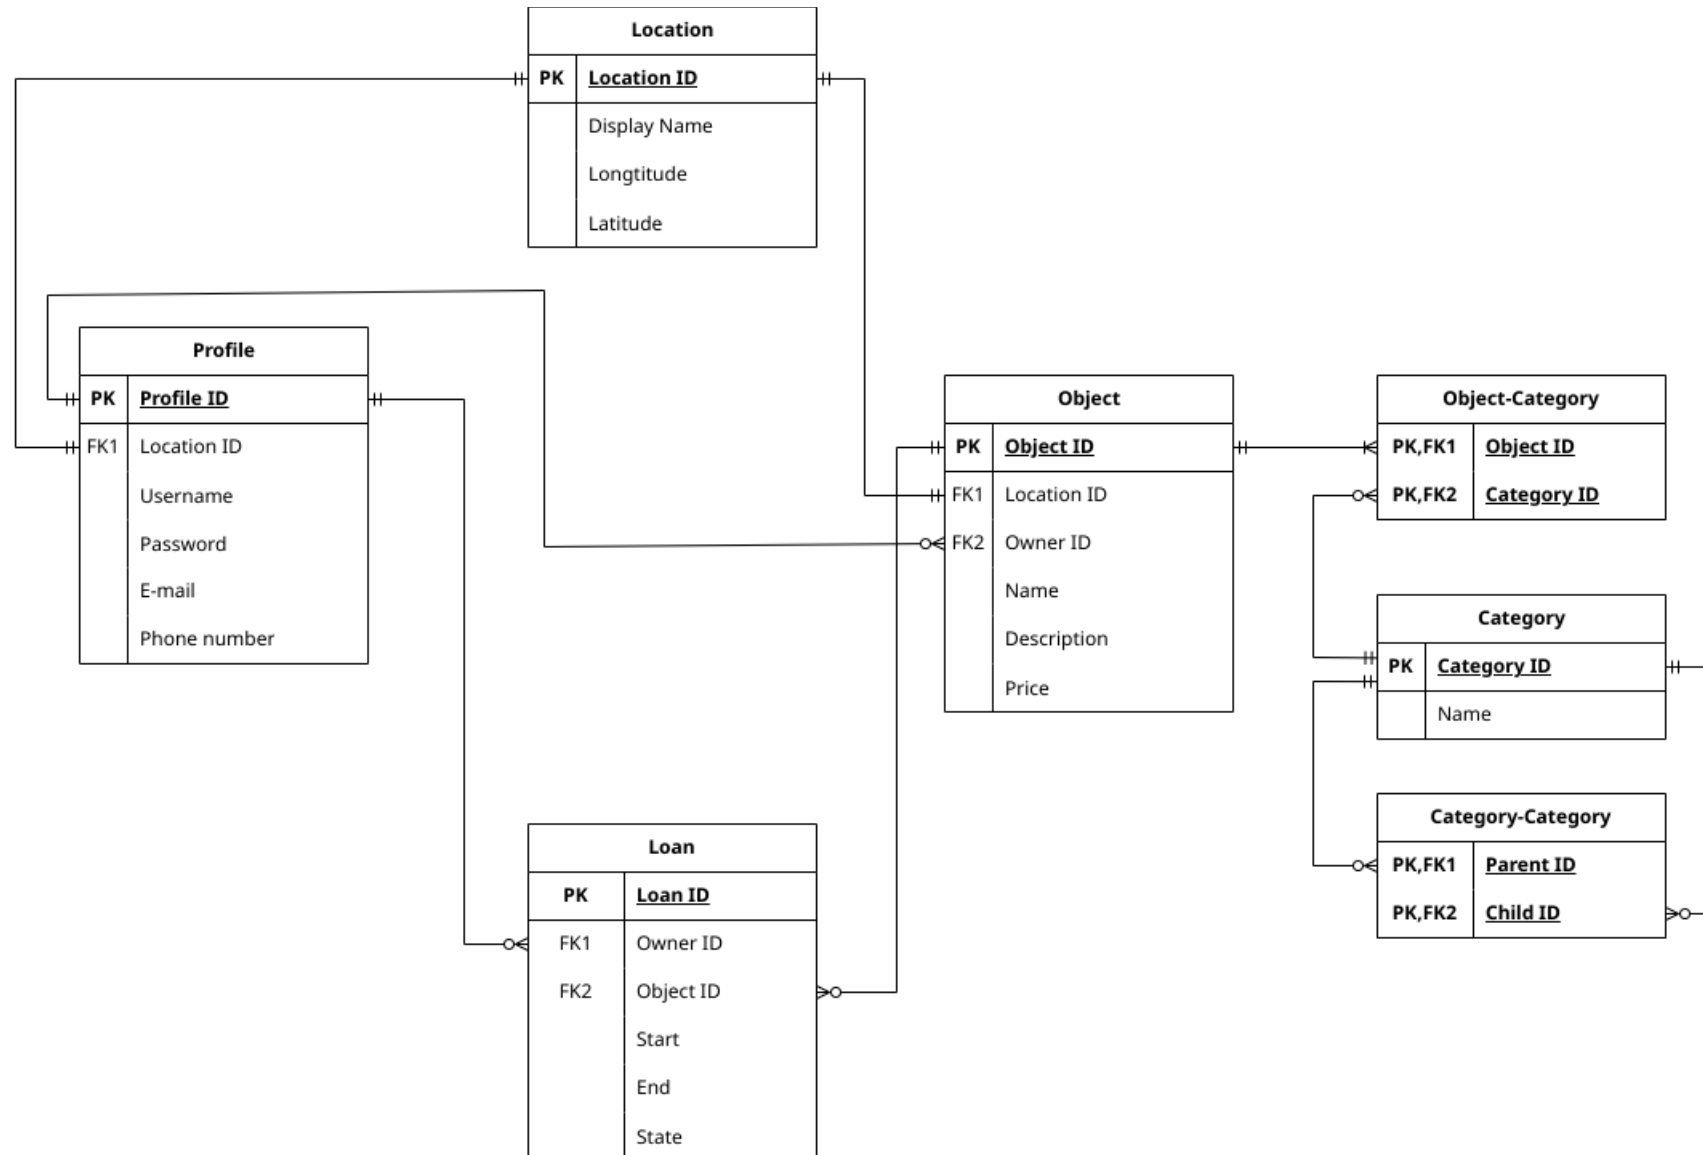 Location
PK Location ID
Display Name
Longtitude
Latitude
Profile
PK Profile ID
FK1 Location ID
Username
Password
E-mail
Phone number
Object
PK Object ID
FK1 Location ID
FK2 Owner ID
Name
Description
Price
Object-Category
PK,FK1 Object ID
PK,FK2 Category ID
Category
PK Category ID
Name
Category-Category
PK,FK1 Parent ID
PK,FK2 Child ID
Loan
PK Loan ID
FK1 Owner ID
FK2 Object ID
Start
End
State